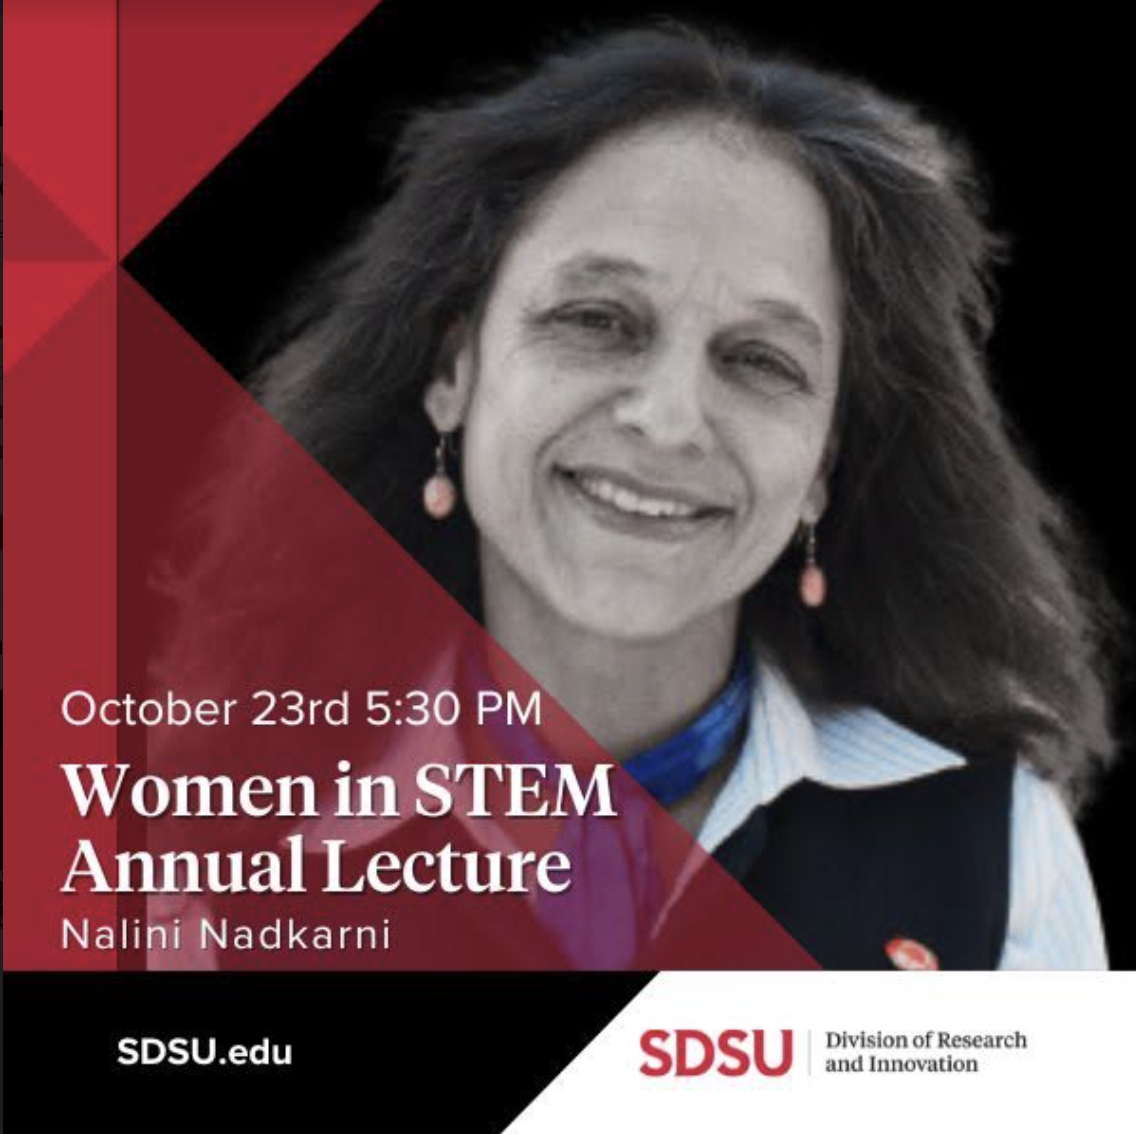 October 23rd 5:30 PM
Women in STEM
Annual Lecture
Nalini Nadkarni
SDSU.edu
SDSU
Division of Research
and Innovation